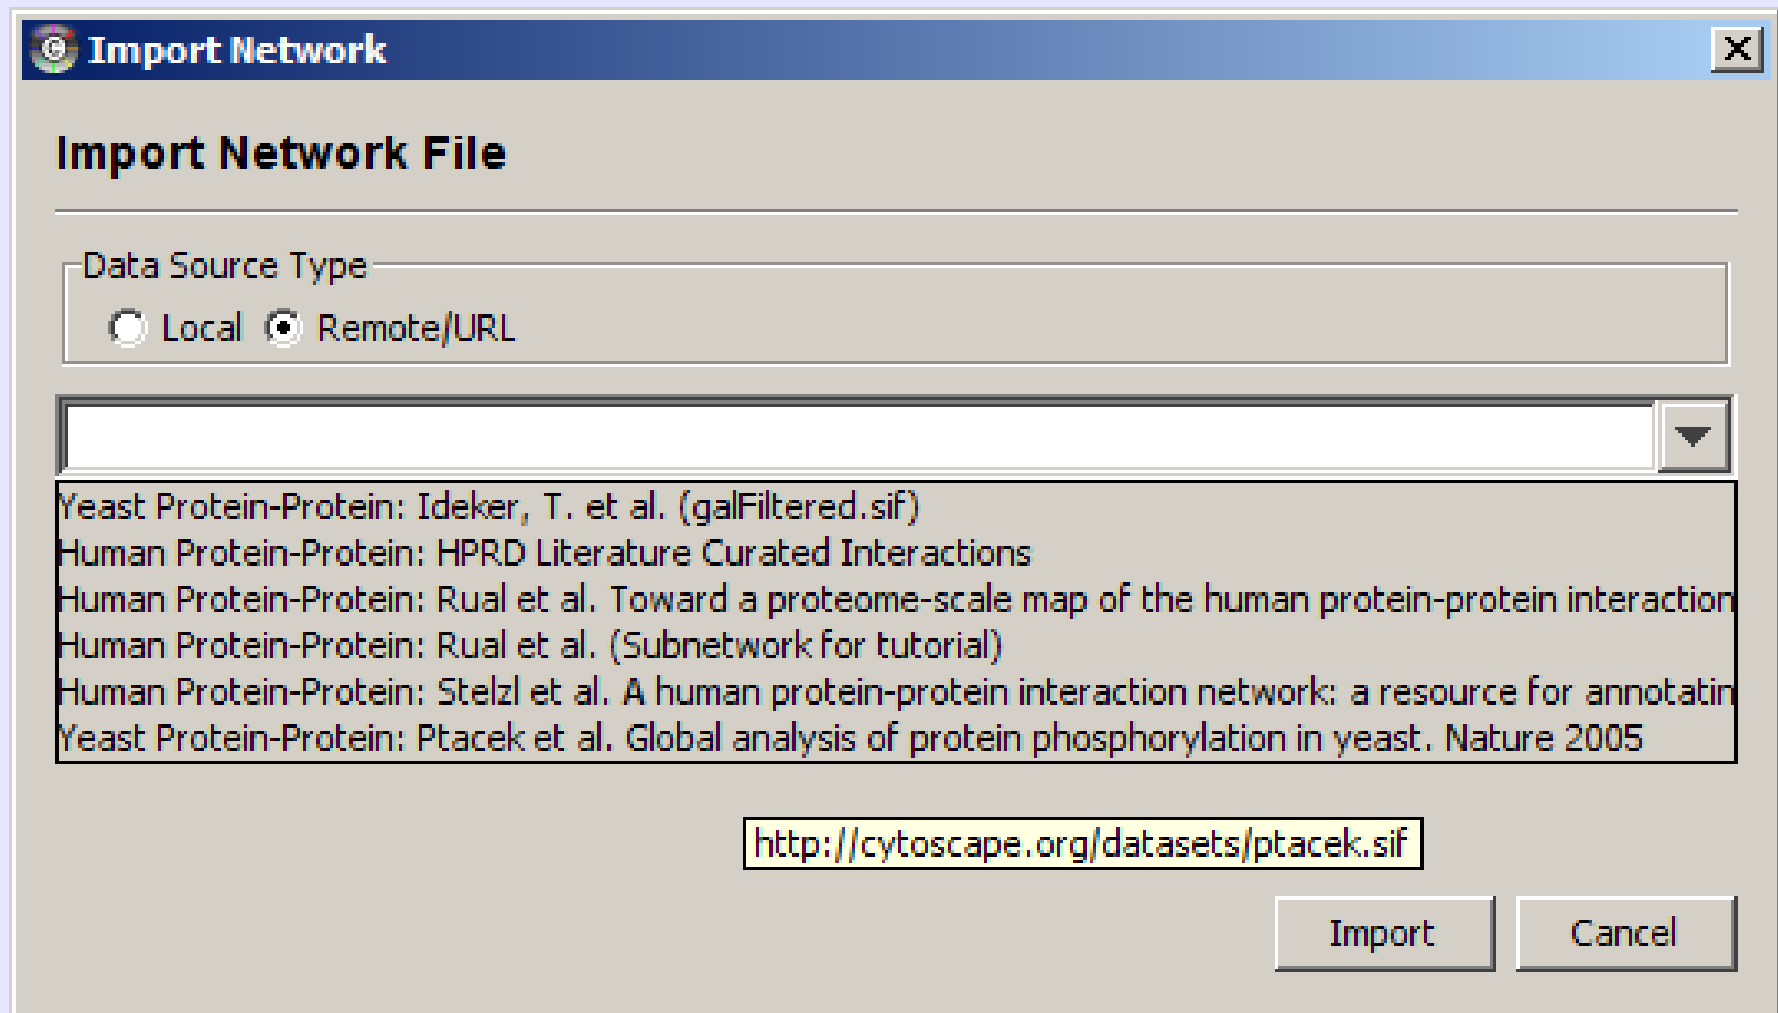 Import Network
Import Network File
Data Source Type
Local Remote/URL
Yeast Protein-Protein: Ideker, T. et al. (galFiltered.sif)
Human Protein-Protein: HPRD Literature Curated Interactions
Human Protein-Protein: Rual et al. Toward a proteome-scale map of the human protein-protein interaction
Human Protein-Protein: Rual et al. (Subnetwork for tutorial)
Human Protein-Protein: Stelzl et al. A human protein-protein interaction network: a resource for annotatin
Yeast Protein-Protein: Ptacek et al. Global analysis of protein phosphorylation in yeast. Nature 2005
http://cytoscape.org/datasets/ptacek.sif
Import Cancel